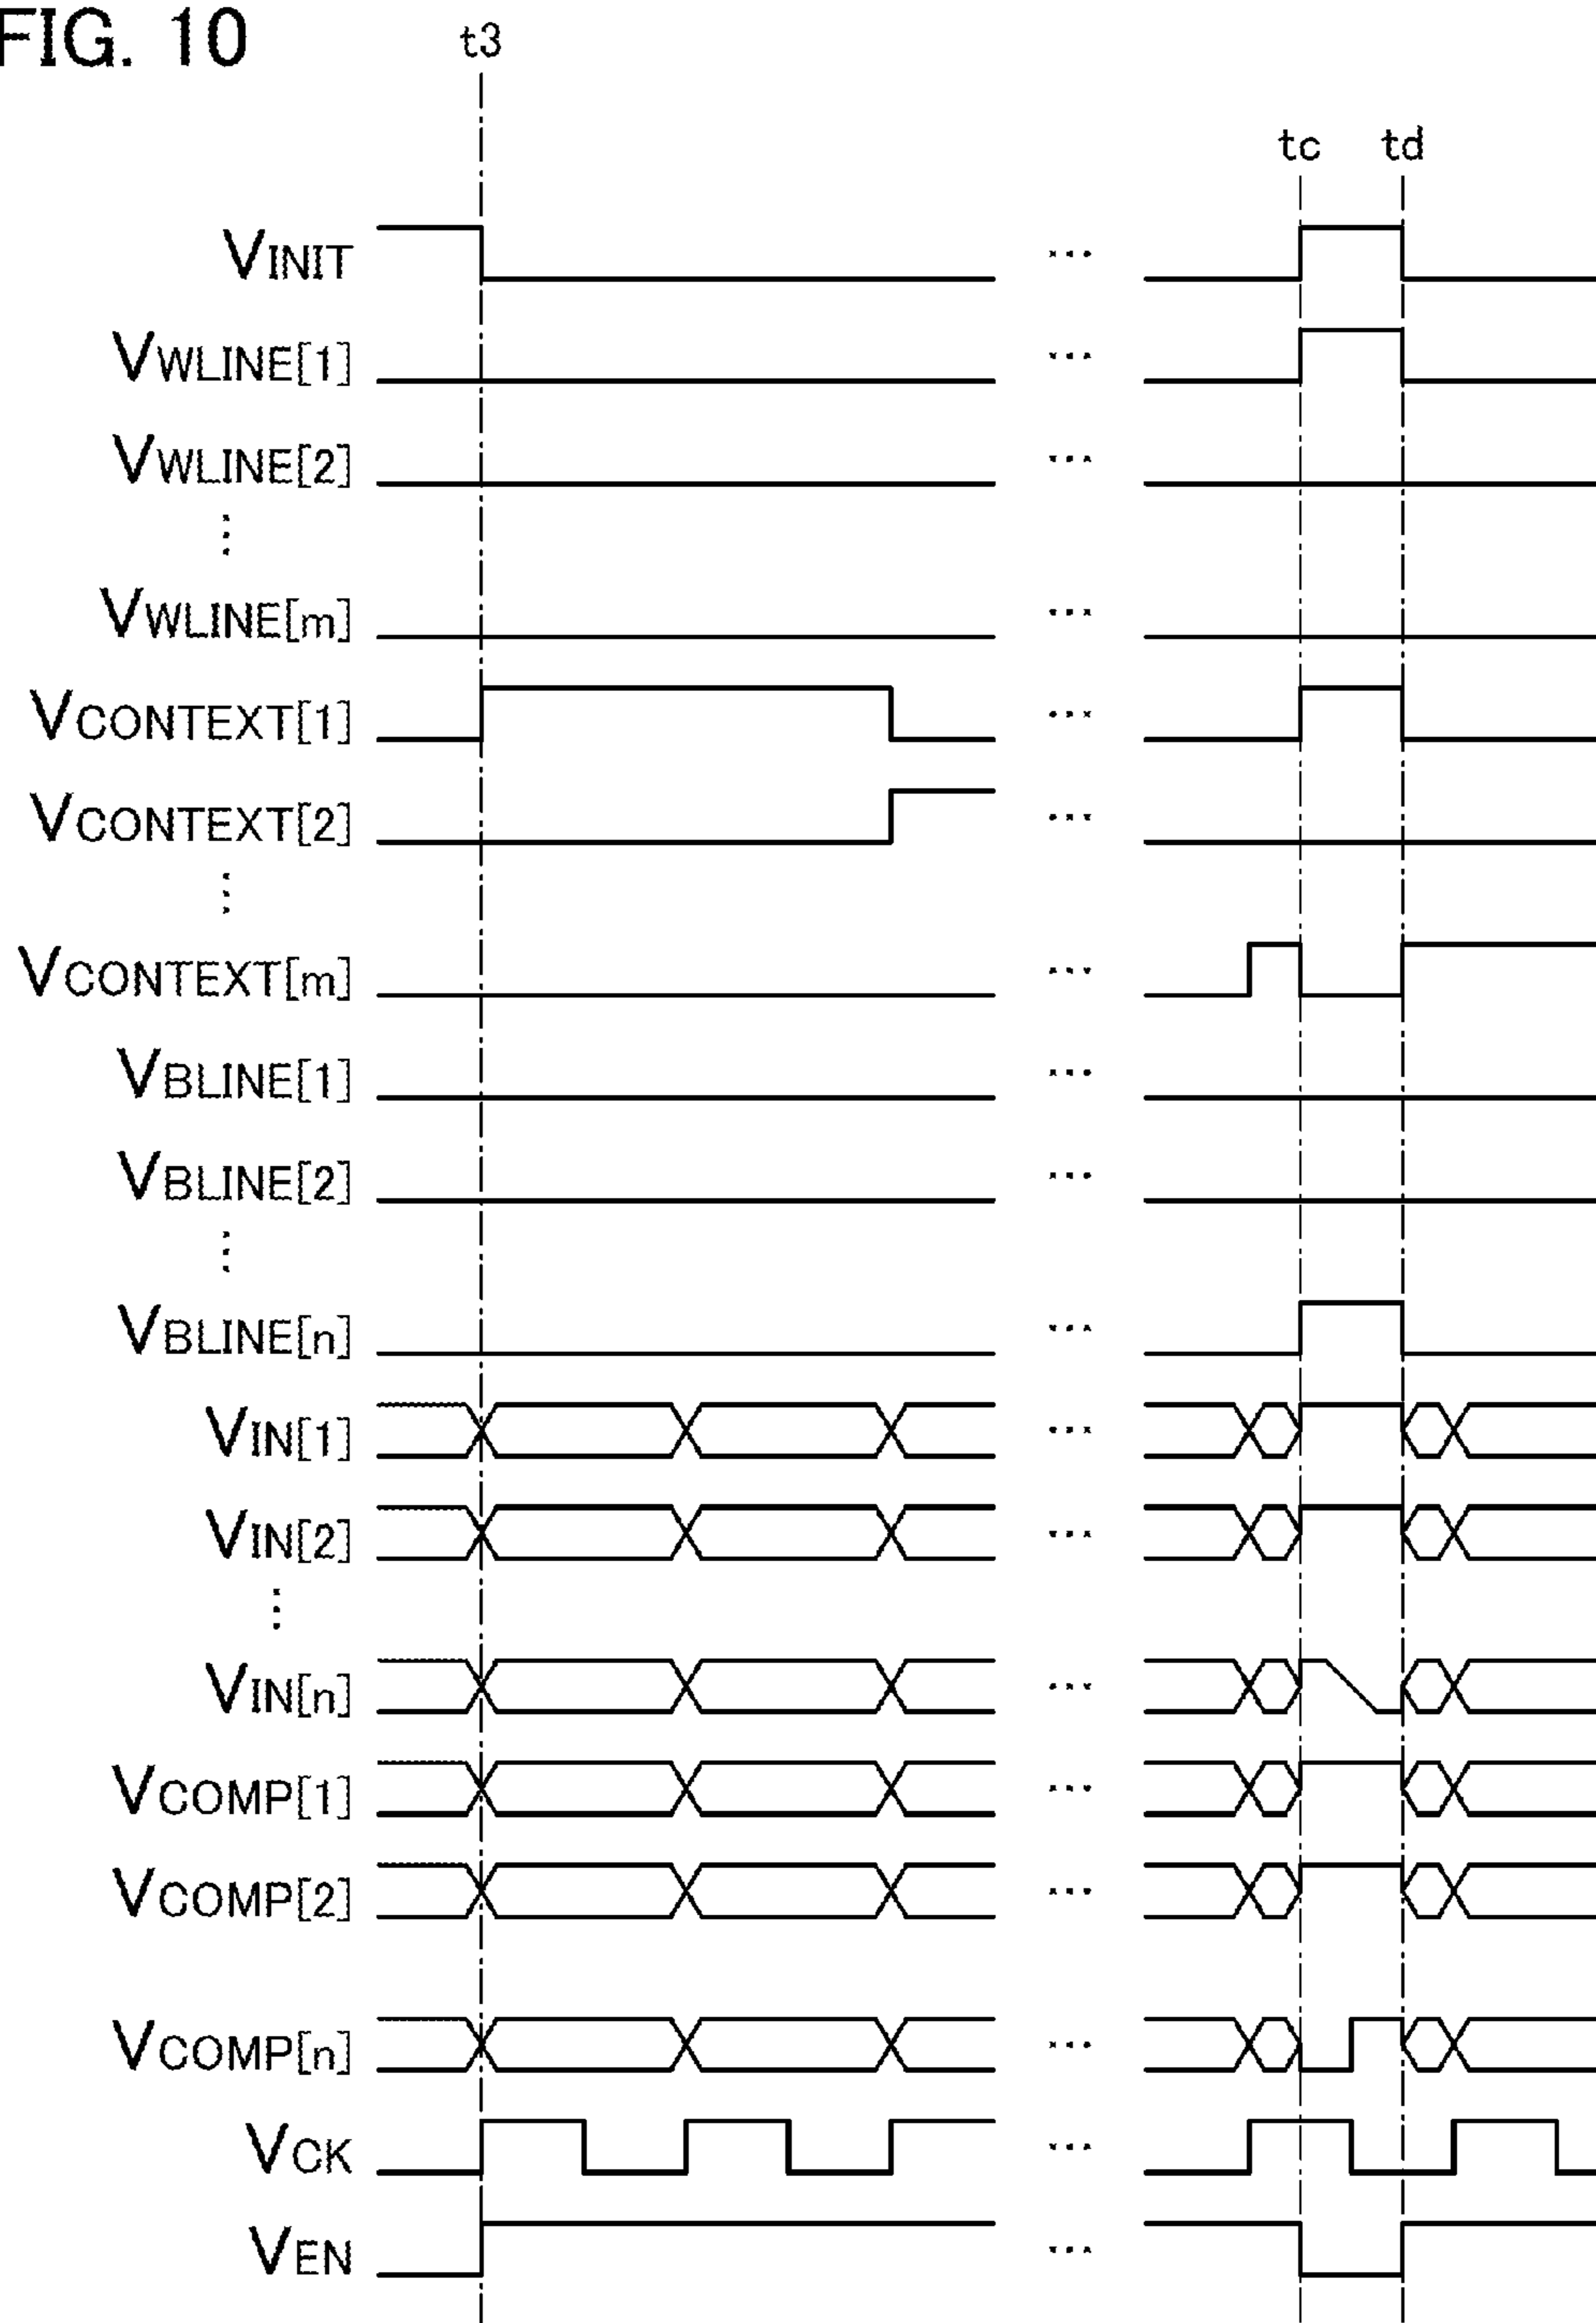 FIG. 10
t3
tc td
VINIT
VWLINE[1]
VWLINE[2]
⋮
VWLINE[m]
VCONTEXT[1]
VCONTEXT[2]
⋮
VCONTEXT[m]
VBLINE[1]
VBLINE[2]
⋮
VBLINE[n]
VIN[1]
VIN[2]
⋮
VIN[n]
VCOMP[1]
VCOMP[2]
VCOMP[n]
VCK
VEN